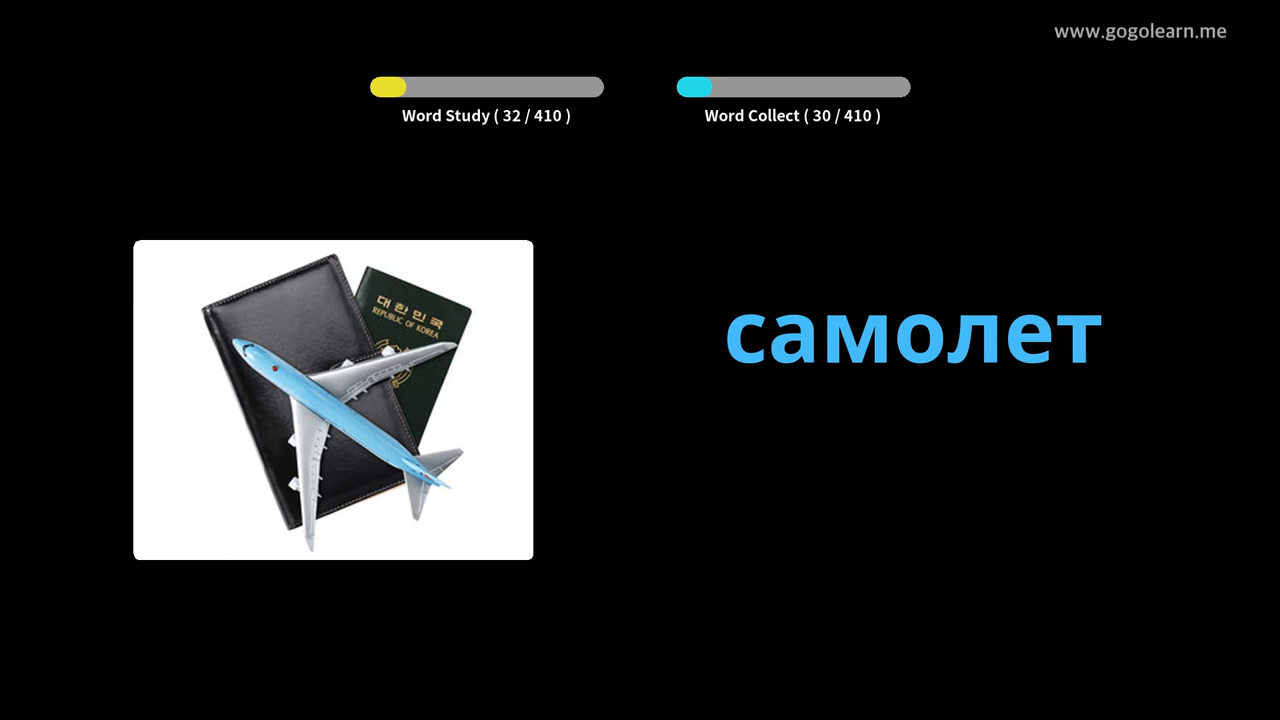 www.gogolearn.me
Word Study ( 32 / 410 )
Word Collect ( 30 / 410 )
대한민국
REPUBLIC OF KOREA
самолет